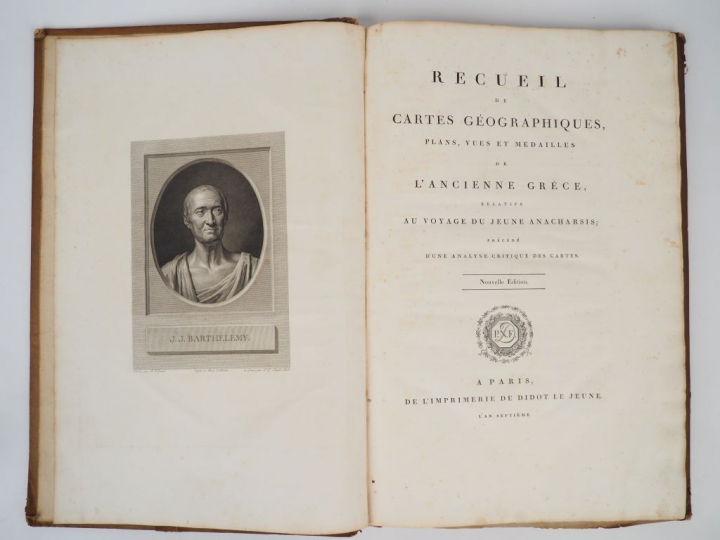 J. J. BARTHELEMY.
RECUEIL
DE
CARTES GÉOGRAPHIQUES,
PLANS, VUES ET MÉDAILLES
DE
L'ANCIENNE GRÈCE,
RELATIFS
AU VOYAGE DU JEUNE ANACHARSIS;
PRÉCÉDÉ
D'UNE ANALYSE CRITIQUE DES CARTES.
Nouvelle Édition.
A PARIS,
DE L'IMPRIMERIE DE DIDOT LE JEUNE.
L'AN SEPTIÈME.